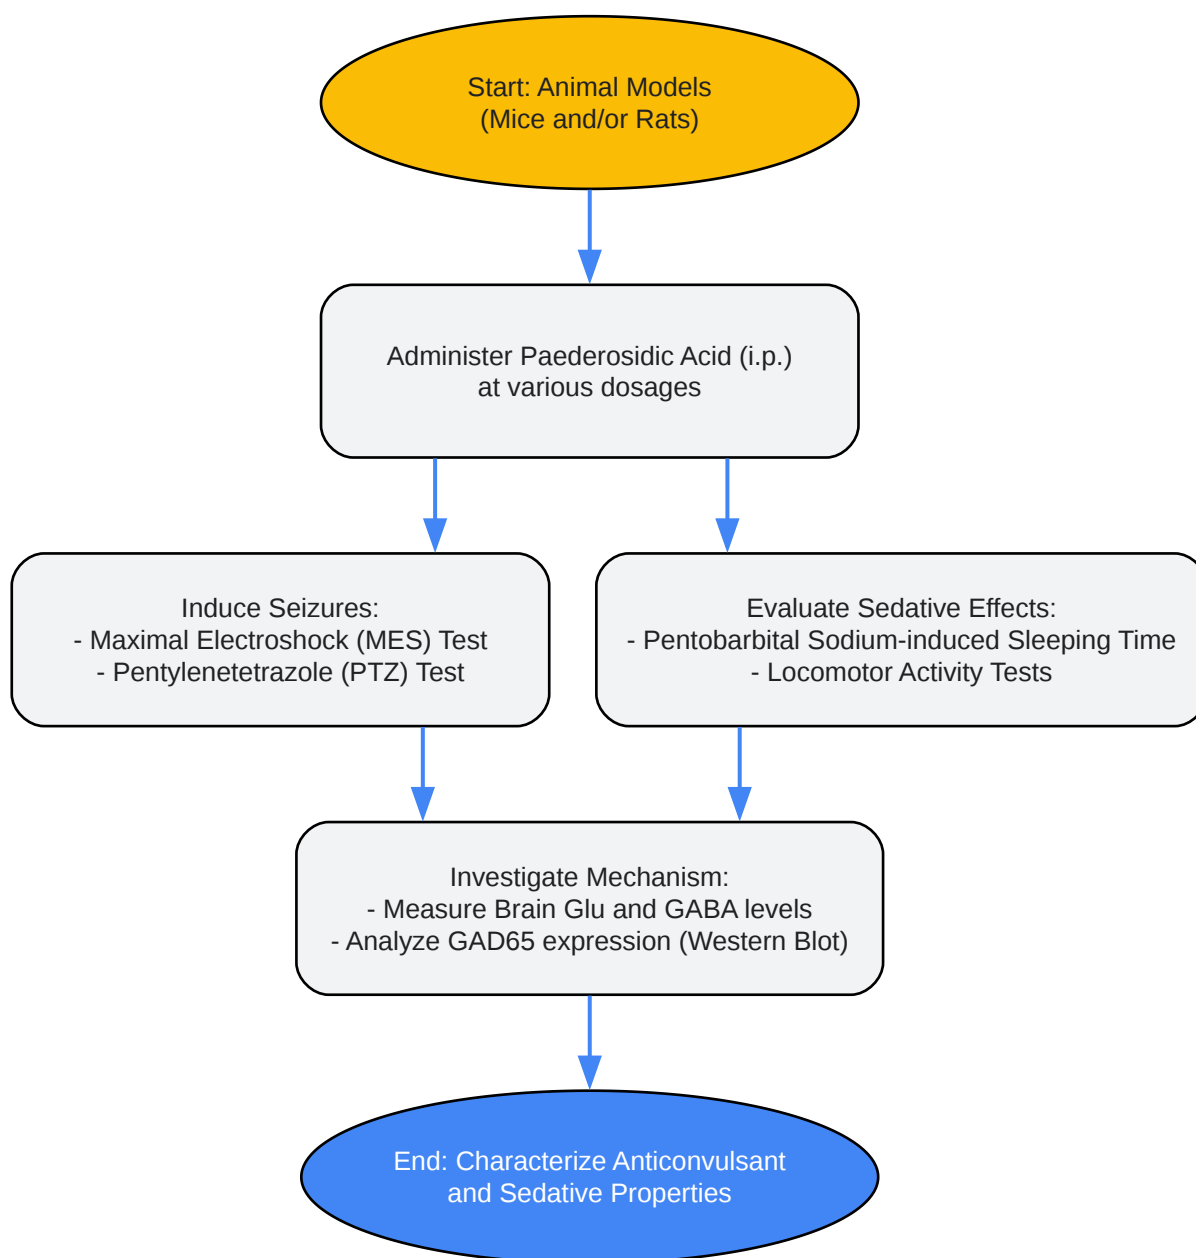 Start: Animal Models
(Mice and/or Rats)
Administer Paederosidic Acid (i.p.)
at various dosages
Induce Seizures:
- Maximal Electroshock (MES) Test
- Pentylenetetrazole (PTZ) Test
Evaluate Sedative Effects:
- Pentobarbital Sodium-induced Sleeping Time
- Locomotor Activity Tests
Investigate Mechanism:
- Measure Brain Glu and GABA levels
- Analyze GAD65 expression (Western Blot)
End: Characterize Anticonvulsant
and Sedative Properties